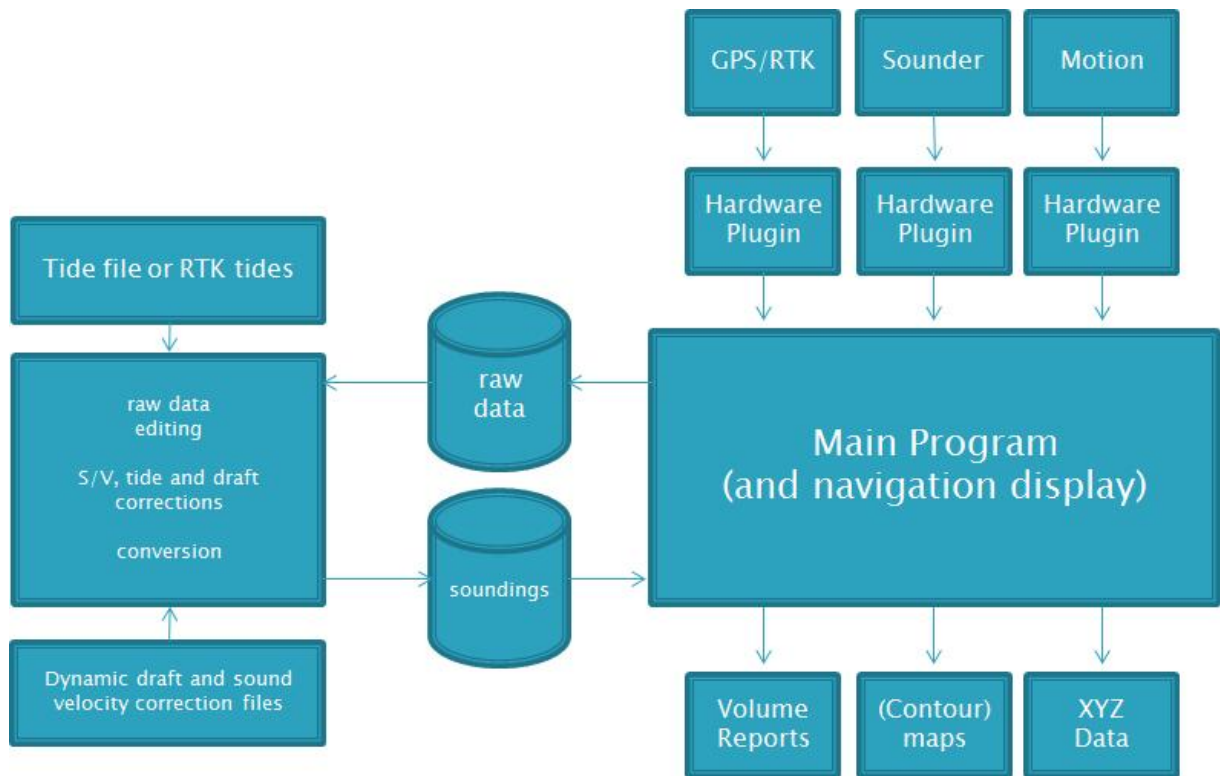 GPS/RTK
Sounder
Motion
Hardware
Plugin
Hardware
Plugin
Hardware
Plugin
Tide file or RTK tides
raw data
editing
S/V, tide and draft
corrections
conversion
Dynamic draft and sound
velocity correction files
raw
data
soundings
Main Program
(and navigation display)
Volume
Reports
(Contour)
maps
XYZ
Data